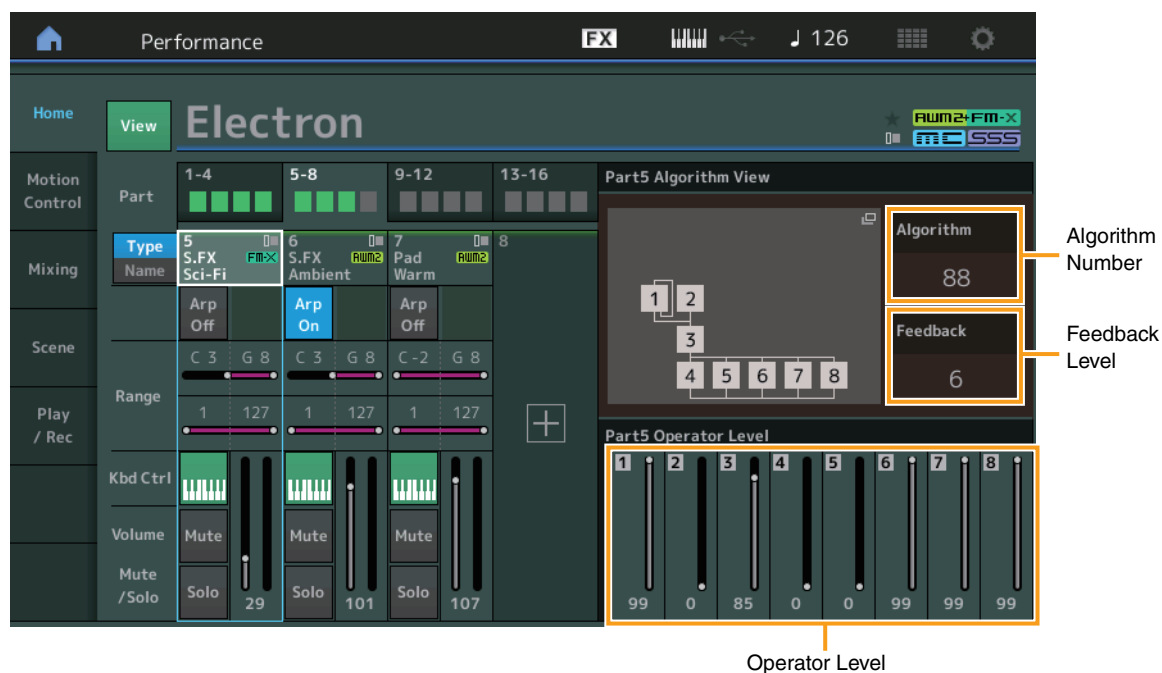 Performance
FX
126
Home
View
Electron
AWM2+FM-X
MC SSS
Motion
Control
Mixing
Scene
Play
/ Rec
Part
1-4
5-8
9-12
13-16
Type
Name
5
S.FX
FM-X
Sci-Fi
6
S.FX
AWM2
Ambient
7
Pad
AWM2
Warm
8
Arp
Off
Arp
On
Arp
Off
Range
C 3 G 8
C 3 G 8
C -2 G 8
1 127
1 127
1 127
Kbd Ctrl
Volume
Mute
/Solo
Mute
Solo
29
Mute
Solo
101
Mute
Solo
107
Part5 Algorithm View
1 2
3
4 5 6 7 8
Algorithm
88
Feedback
6
Part5 Operator Level
1 2 3 4 5 6 7 8
99 0 85 0 0 99 99 99
Algorithm
Number
Feedback
Level
Operator Level